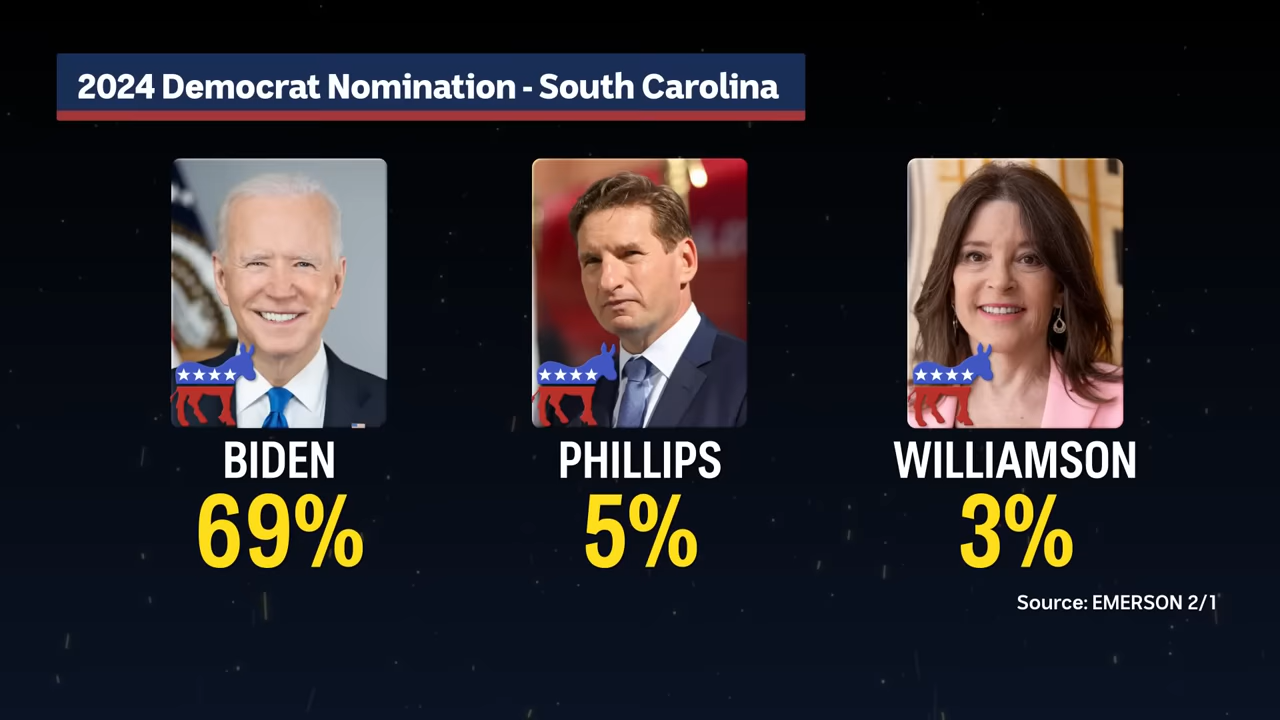 2024 Democrat Nomination - South Carolina
BIDEN
69%
PHILLIPS
5%
WILLIAMSON
3%
Source: EMERSON 2/1